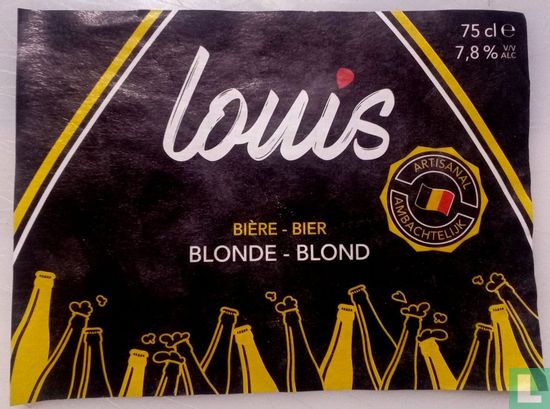 75 cl ℮
7,8% V/V ALC
louis
ARTISANAL
AMBACHTELIJK
BIÈRE - BIER
BLONDE - BLOND
L